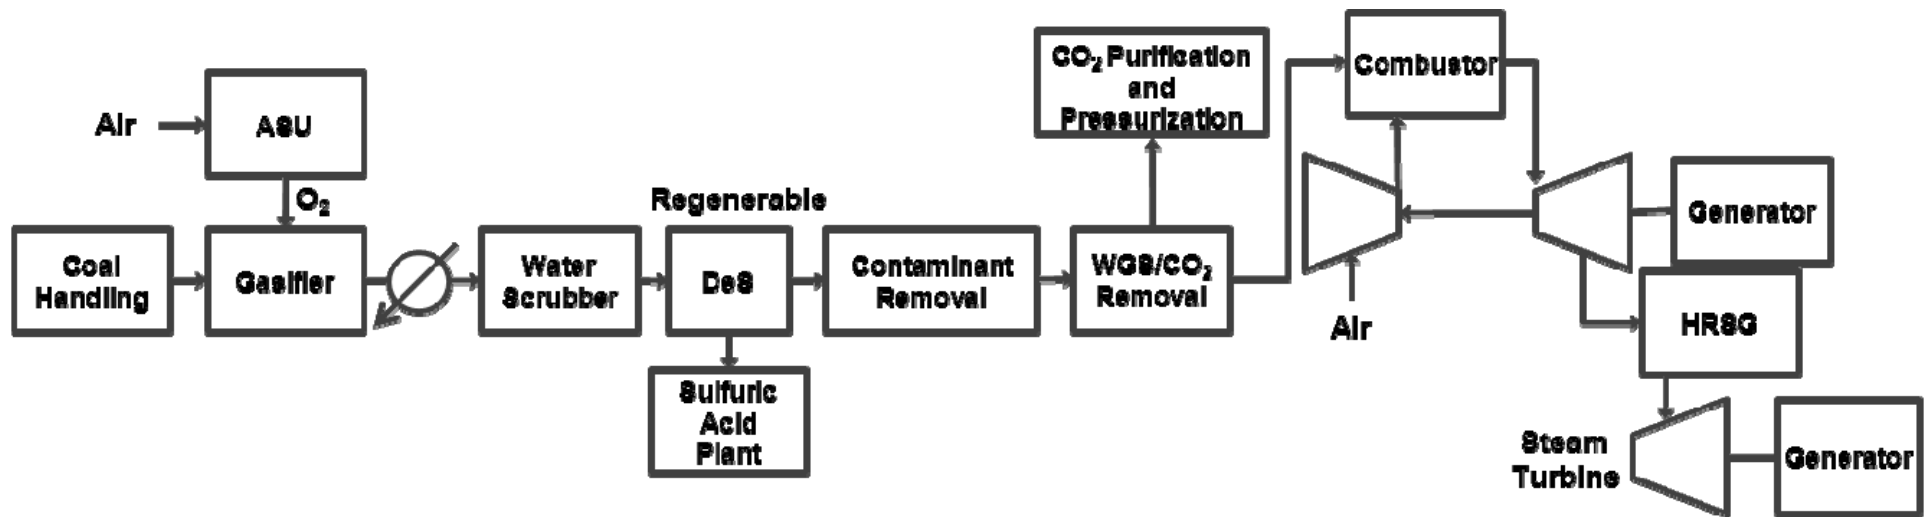 Air
ASU
O₂
Coal
Handling
Gasifier
Water
Scrubber
Regenerable
DeS
Sulfuric
Acid
Plant
Contaminant
Removal
CO₂ Purification
and
Pressurization
WGS/CO₂
Removal
Combustor
Air
Generator
HRSG
Steam
Turbine
Generator